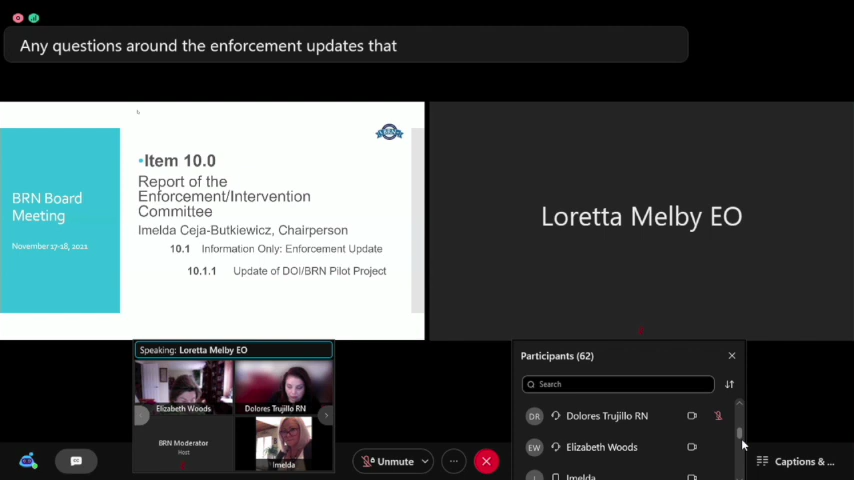 Any questions around the enforcement updates that
BRN Board
Meeting
November 17-18, 2021
•Item 10.0
Report of the
Enforcement/Intervention
Committee
Imelda Ceja-Butkiewicz, Chairperson
10.1 Information Only: Enforcement Update
10.1.1 Update of DOI/BRN Pilot Project
Loretta Melby EO
Speaking: Loretta Melby EO
Elizabeth Woods
Dolores Trujillo RN
BRN Moderator
Host
Imelda
Participants (62)
Search
DR Dolores Trujillo RN
EW Elizabeth Woods
I Imelda
CC
Unmute
Captions & ...